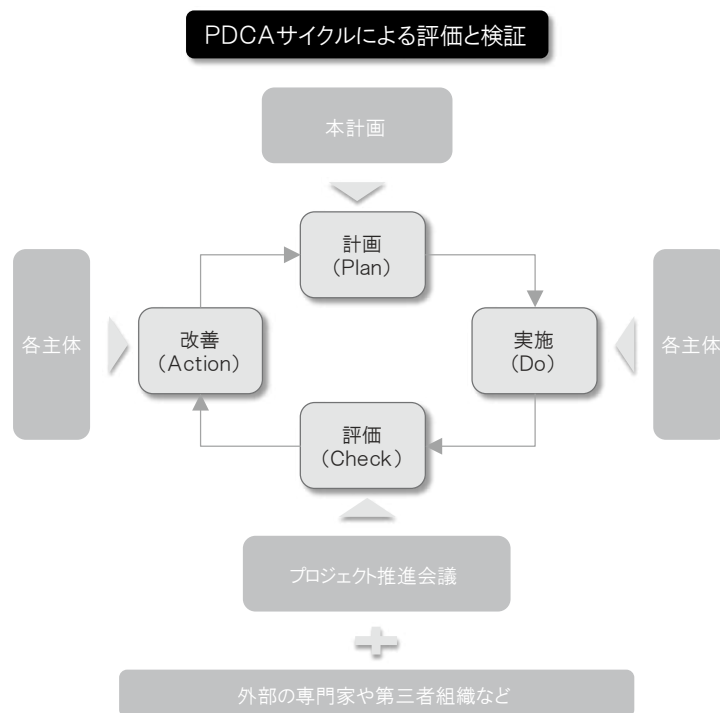 PDCAサイクルによる評価と検証
本計画
計画
(Plan)
各主体
改善
(Action)
実施
(Do)
各主体
評価
(Check)
プロジェクト推進会議
外部の専門家や第三者組織など